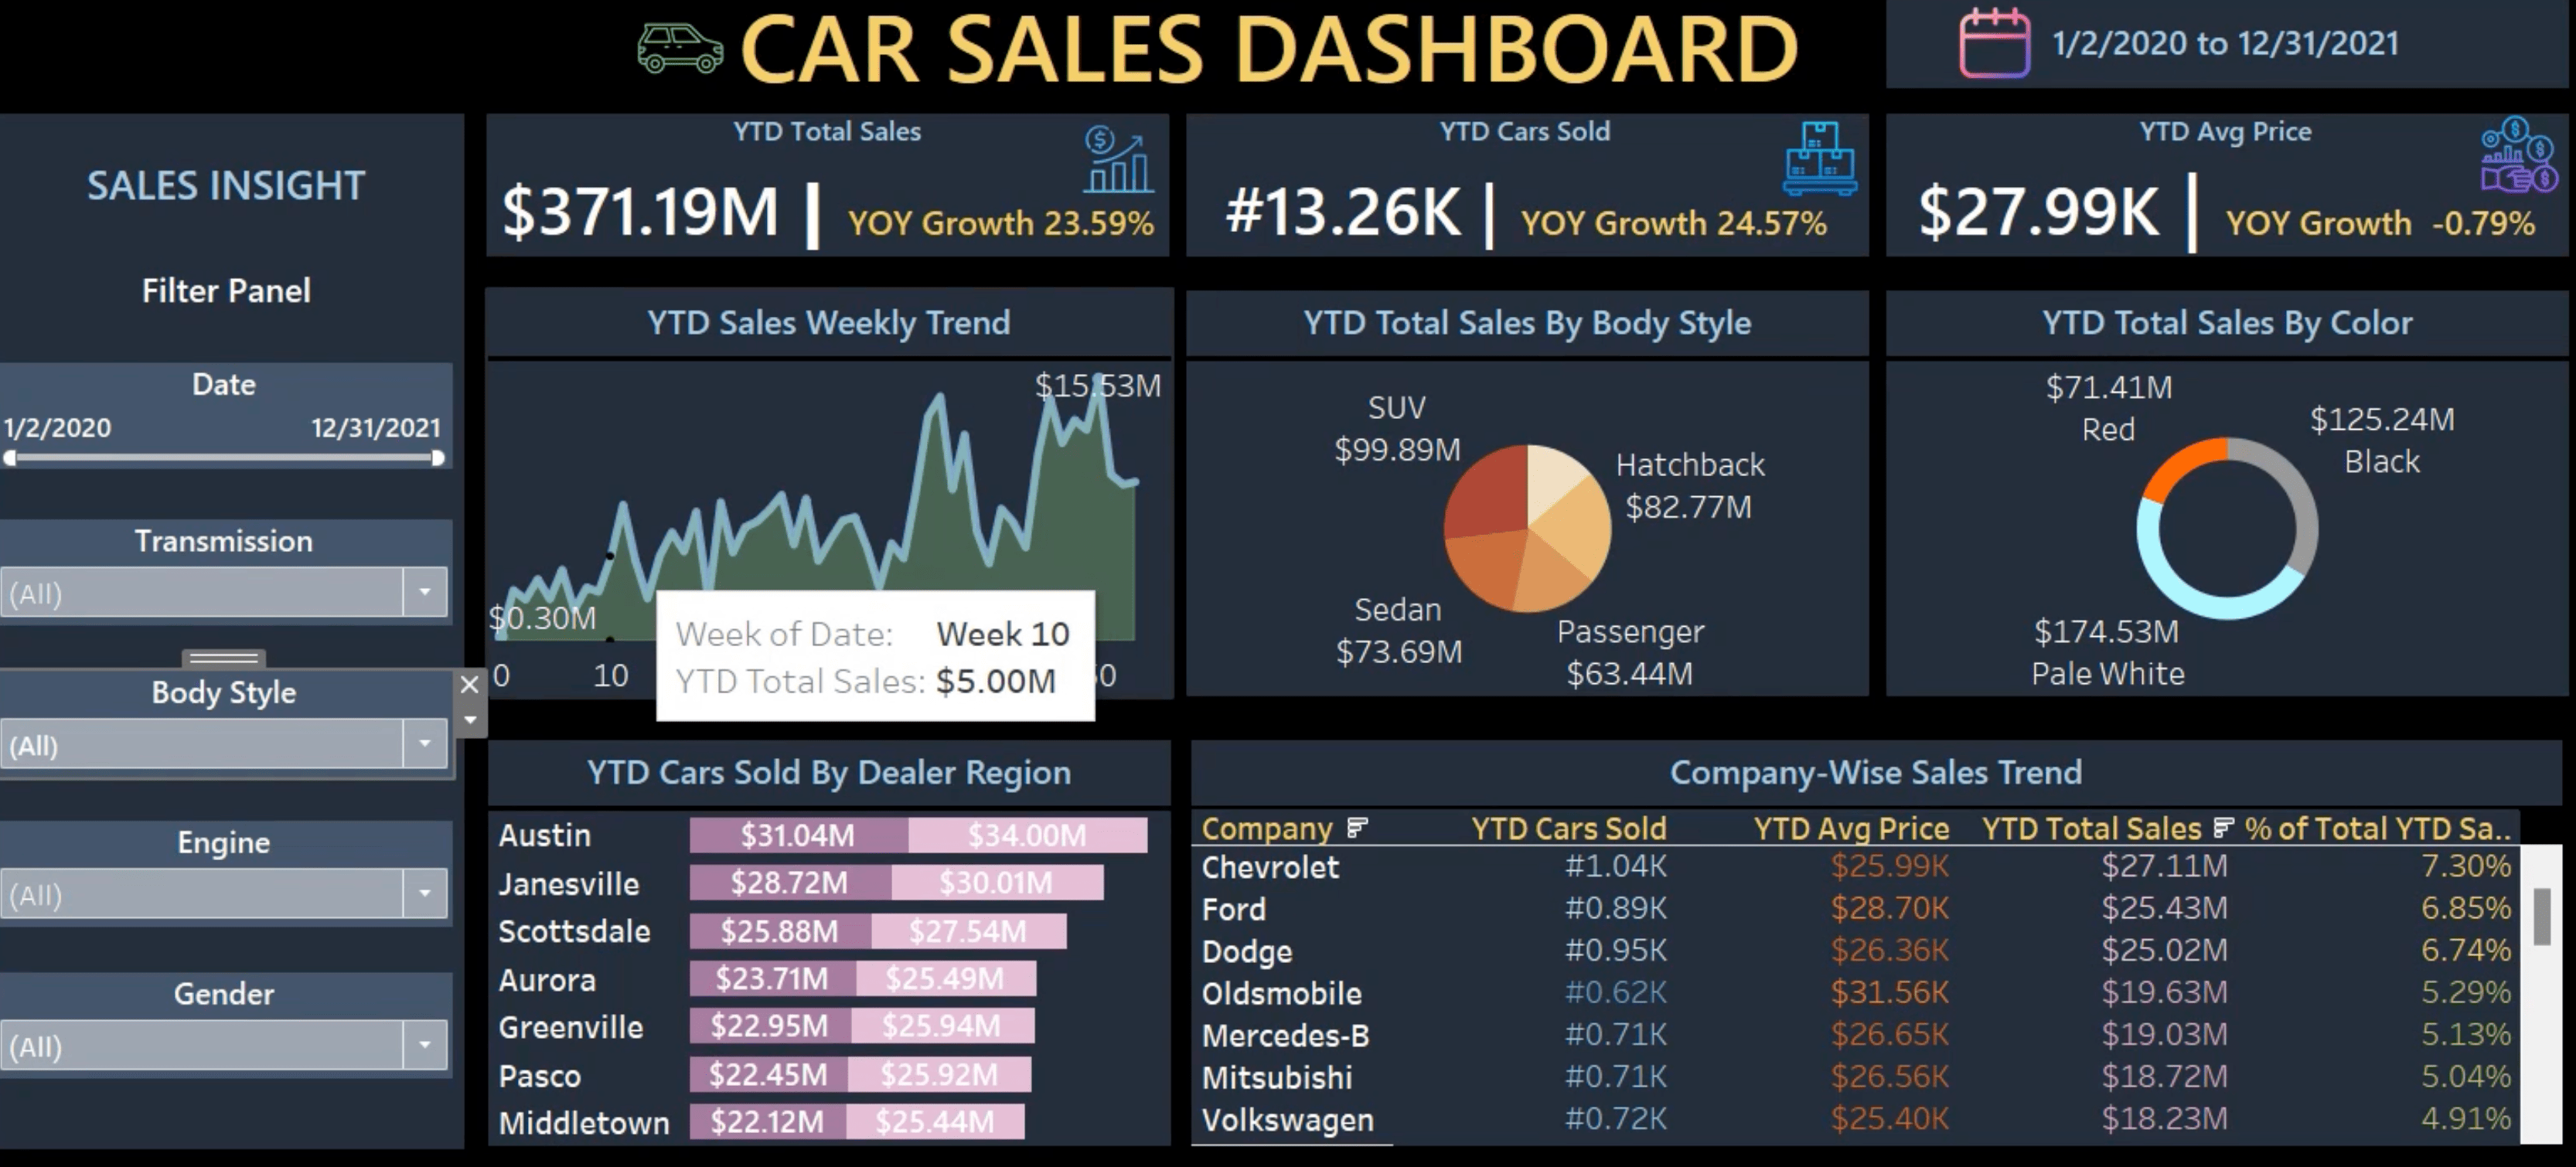 CAR SALES DASHBOARD
1/2/2020 to 12/31/2021
SALES INSIGHT
Filter Panel
Date
1/2/2020 12/31/2021
Transmission
(All)
Body Style
(All)
Engine
(All)
Gender
(All)
YTD Total Sales
$371.19M | YOY Growth 23.59%
YTD Cars Sold
#13.26K | YOY Growth 24.57%
YTD Avg Price
$27.99K | YOY Growth -0.79%
YTD Sales Weekly Trend
$15.53M
$0.30M
0 10
Week of Date: Week 10
YTD Total Sales: $5.00M
YTD Total Sales By Body Style
SUV
$99.89M
Hatchback
$82.77M
Sedan
$73.69M
Passenger
$63.44M
YTD Total Sales By Color
$71.41M
Red
$125.24M
Black
$174.53M
Pale White
YTD Cars Sold By Dealer Region
Austin $31.04M $34.00M
Janesville $28.72M $30.01M
Scottsdale $25.88M $27.54M
Aurora $23.71M $25.49M
Greenville $22.95M $25.94M
Pasco $22.45M $25.92M
Middletown $22.12M $25.44M
Company-Wise Sales Trend
Company YTD Cars Sold YTD Avg Price YTD Total Sales % of Total YTD Sa..
Chevrolet #1.04K $25.99K $27.11M 7.30%
Ford #0.89K $28.70K $25.43M 6.85%
Dodge #0.95K $26.36K $25.02M 6.74%
Oldsmobile #0.62K $31.56K $19.63M 5.29%
Mercedes-B #0.71K $26.65K $19.03M 5.13%
Mitsubishi #0.71K $26.56K $18.72M 5.04%
Volkswagen #0.72K $25.40K $18.23M 4.91%